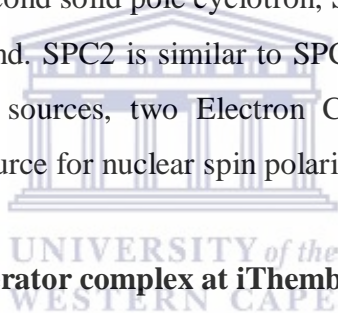 cond solid pole cyclotron, S
nd. SPC2 is similar to SPC
sources, two Electron C
urce for nuclear spin polari
UNIVERSITY of the
rator complex at iThemb
WESTERN CAPE